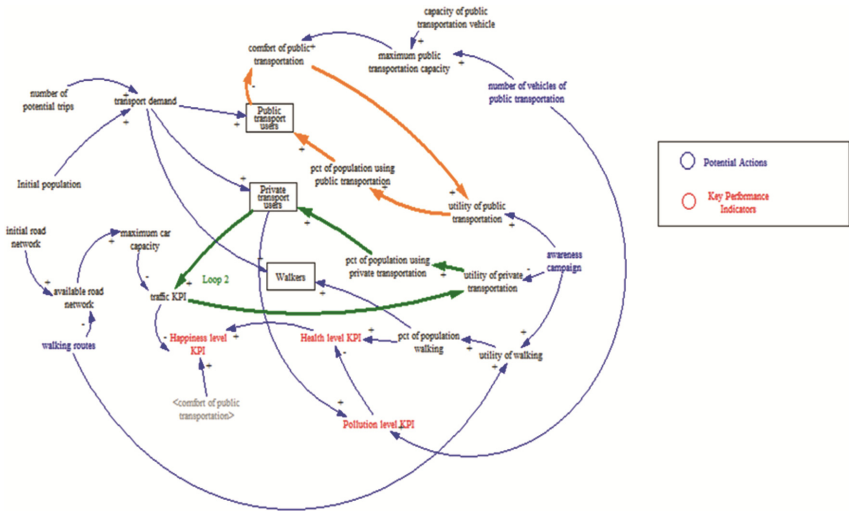 capacity of public
transportation vehicle
+
comfort of public
+
transportation
maximum public
transportation capacity
+
+
number of vehicles of
public transportation
number of
potential trips
+
transport demand
+
-
Public
transport
users
+
+
pct of population using
public transportation
+
Initial population
Private
transport
users
+
+
utility of public
transportation
+
+
Potential Actions
Key Performance
Indicators
initial road
network
maximum car
capacity
+
+
available road
network
+
-
-
traffic KPI
+
Loop 2
Walkers
+
+
pct of population using
private transportation
+
utility of private
transportation
-
-
awareness
campaign
walking routes
-
Happiness level
KPI
+
+
Health level KPI
+
-
pct of population
walking
+
utility of walking
+
+
<comfort of public
transportation>
+
Pollution level KPI
+